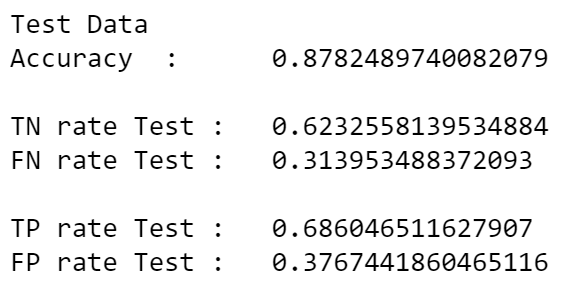 Test Data
Accuracy  :      0.8782489740082079
TN rate Test :   0.6232558139534884
FN rate Test :   0.313953488372093
TP rate Test :   0.686046511627907
FP rate Test :   0.3767441860465116